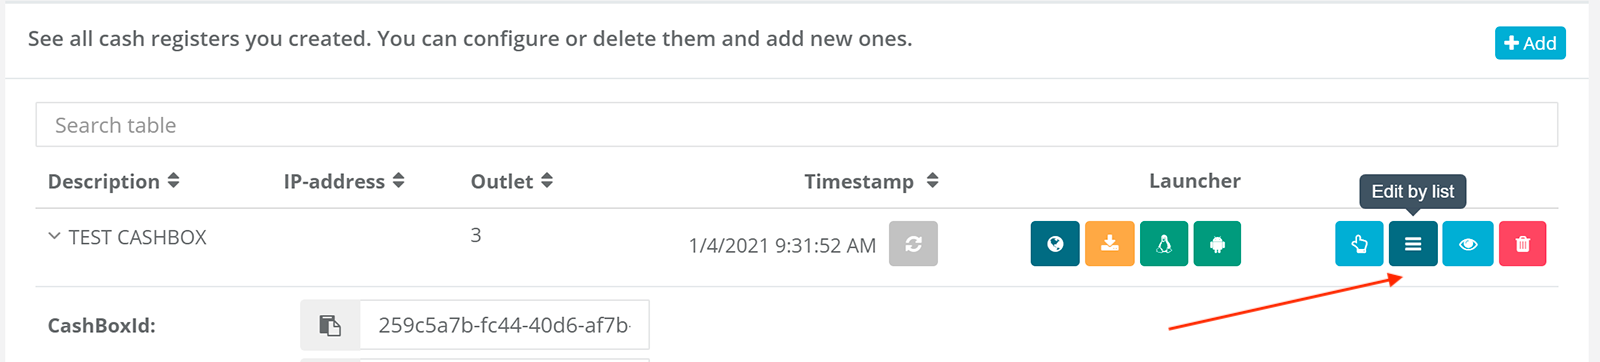 See all cash registers you created. You can configure or delete them and add new ones.
Add
Search table
Description IP-address Outlet Timestamp Launcher
Edit by list
TEST CASHBOX 3 1/4/2021 9:31:52 AM
CashBoxId: 259c5a7b-fc44-40d6-af7b-